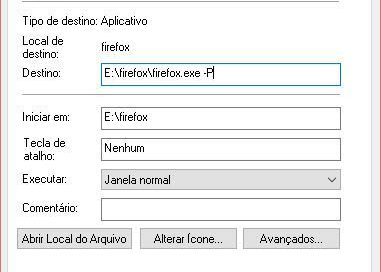 Tipo de destino: Aplicativo
Local de destino: firefox
Destino: E:\firefox\firefox.exe -P
Iniciar em: E:\firefox
Tecla de atalho: Nenhum
Executar: Janela normal
Comentário:
Abrir Local do Arquivo Alterar Ícone... Avançados...